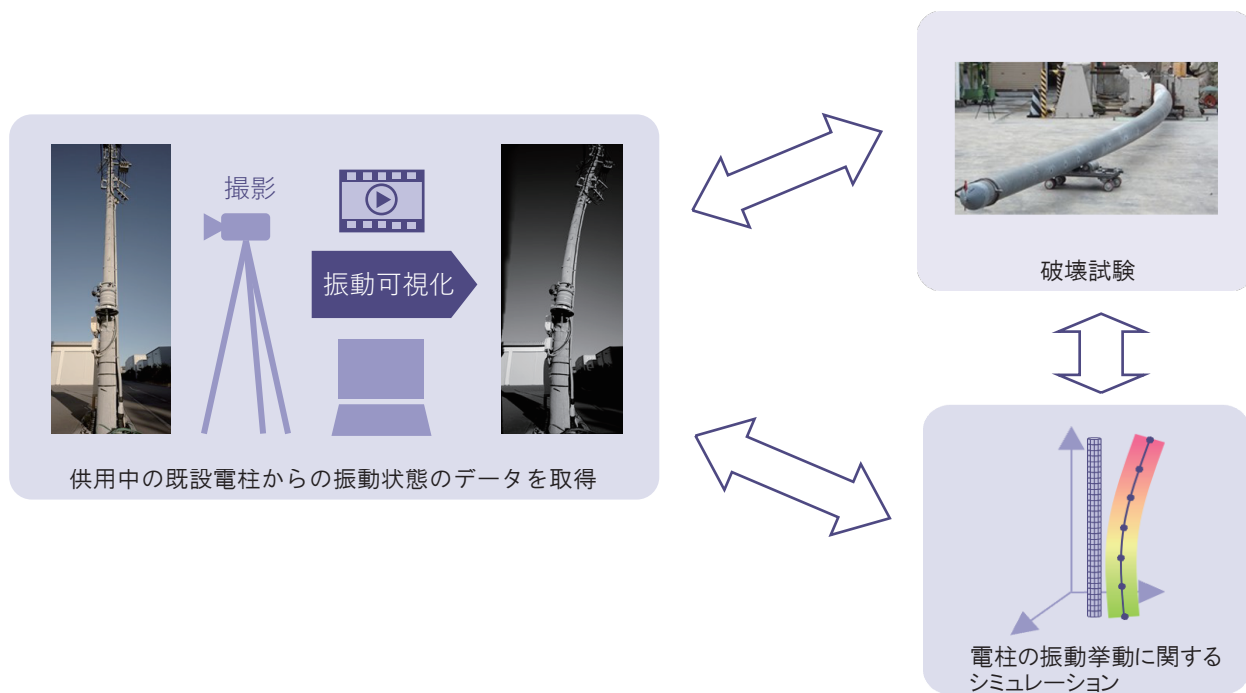 撮影
振動可視化
供用中の既設電柱からの振動状態のデータを取得
破壊試験
電柱の振動挙動に関する
シミュレーション